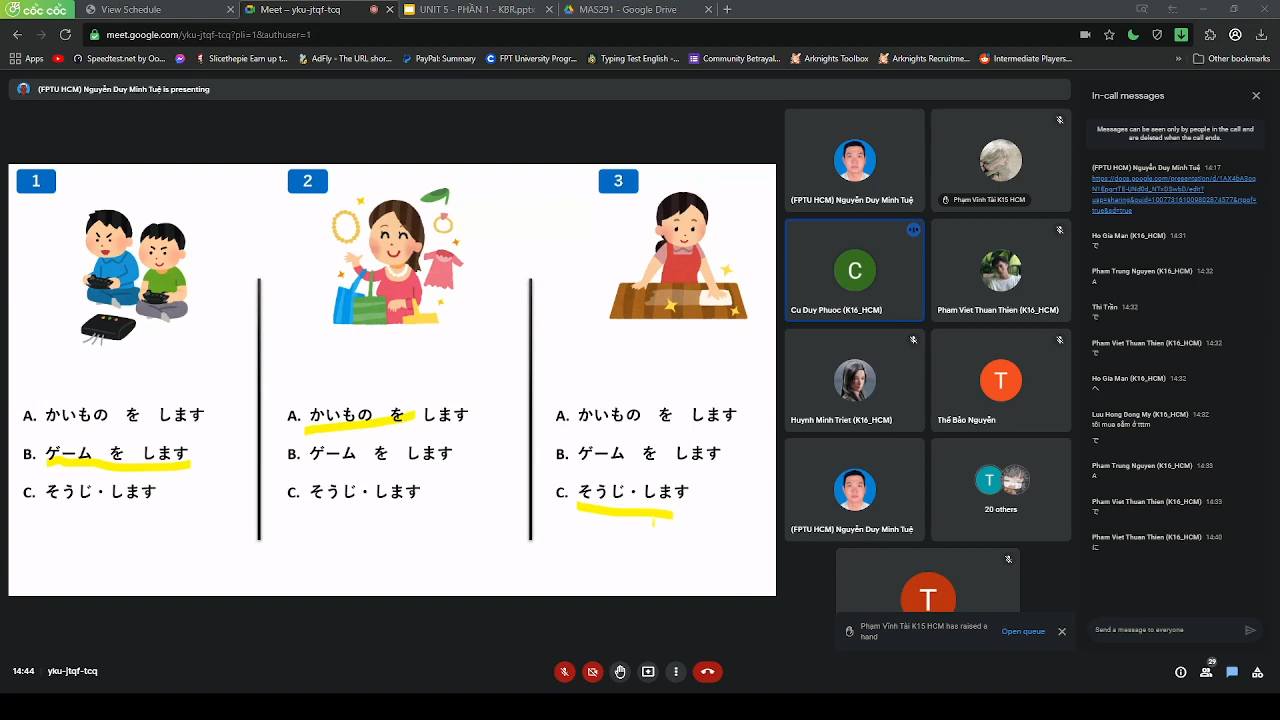 cốc cốc
View Schedule
Meet – yku-jtqf-tcq
UNIT 5 - PHẦN 1 - KBR.pptx
MAS291 - Google Drive
meet.google.com/yku-jtqf-tcq?pli=1&authuser=1
Apps
Speedtest.net by Oo...
Slicethepie Earn up t...
AdFly - The URL shor...
PayPal: Summary
FPT University Progr...
Typing Test English -...
Community Betrayal...
Arknights Toolbox
Arknights Recruitme...
Intermediate Players...
Other bookmarks
(FPTU HCM) Nguyễn Duy Minh Tuệ is presenting
1
2
3
A. かいもの を します
B. ゲーム を します
C. そうじ・します
A. かいもの を します
B. ゲーム を します
C. そうじ・します
A. かいもの を します
B. ゲーム を します
C. そうじ・します
(FPTU HCM) Nguyễn Duy Minh Tuệ
Phạm Vĩnh Tài K15 HCM
C
Cu Duy Phuoc (K16_HCM)
Pham Viet Thuan Thien (K16_HCM)
Huynh Minh Triet (K16_HCM)
T
Thế Bảo Nguyễn
(FPTU HCM) Nguyễn Duy Minh Tuệ
T
20 others
T
Phạm Vĩnh Tài K15 HCM has raised a
hand
Open queue
In-call messages
Messages can be seen only by people in the call and
are deleted when the call ends.
(FPTU HCM) Nguyễn Duy Minh Tuệ 14:17
Ho Gia Man (K16_HCM) 14:31
で
Pham Trung Nguyen (K16_HCM) 14:32
A
Thi Trần 14:32
で
Pham Viet Thuan Thien (K16_HCM) 14:32
で
Ho Gia Man (K16_HCM) 14:32
へ
Luu Hong Dong My (K16_HCM) 14:32
tôi mua sắm ở tttm
で
Pham Trung Nguyen (K16_HCM) 14:33
A
Pham Viet Thuan Thien (K16_HCM) 14:33
で
Pham Viet Thuan Thien (K16_HCM) 14:40
に
Send a message to everyone
14:44 yku-jtqf-tcq
29